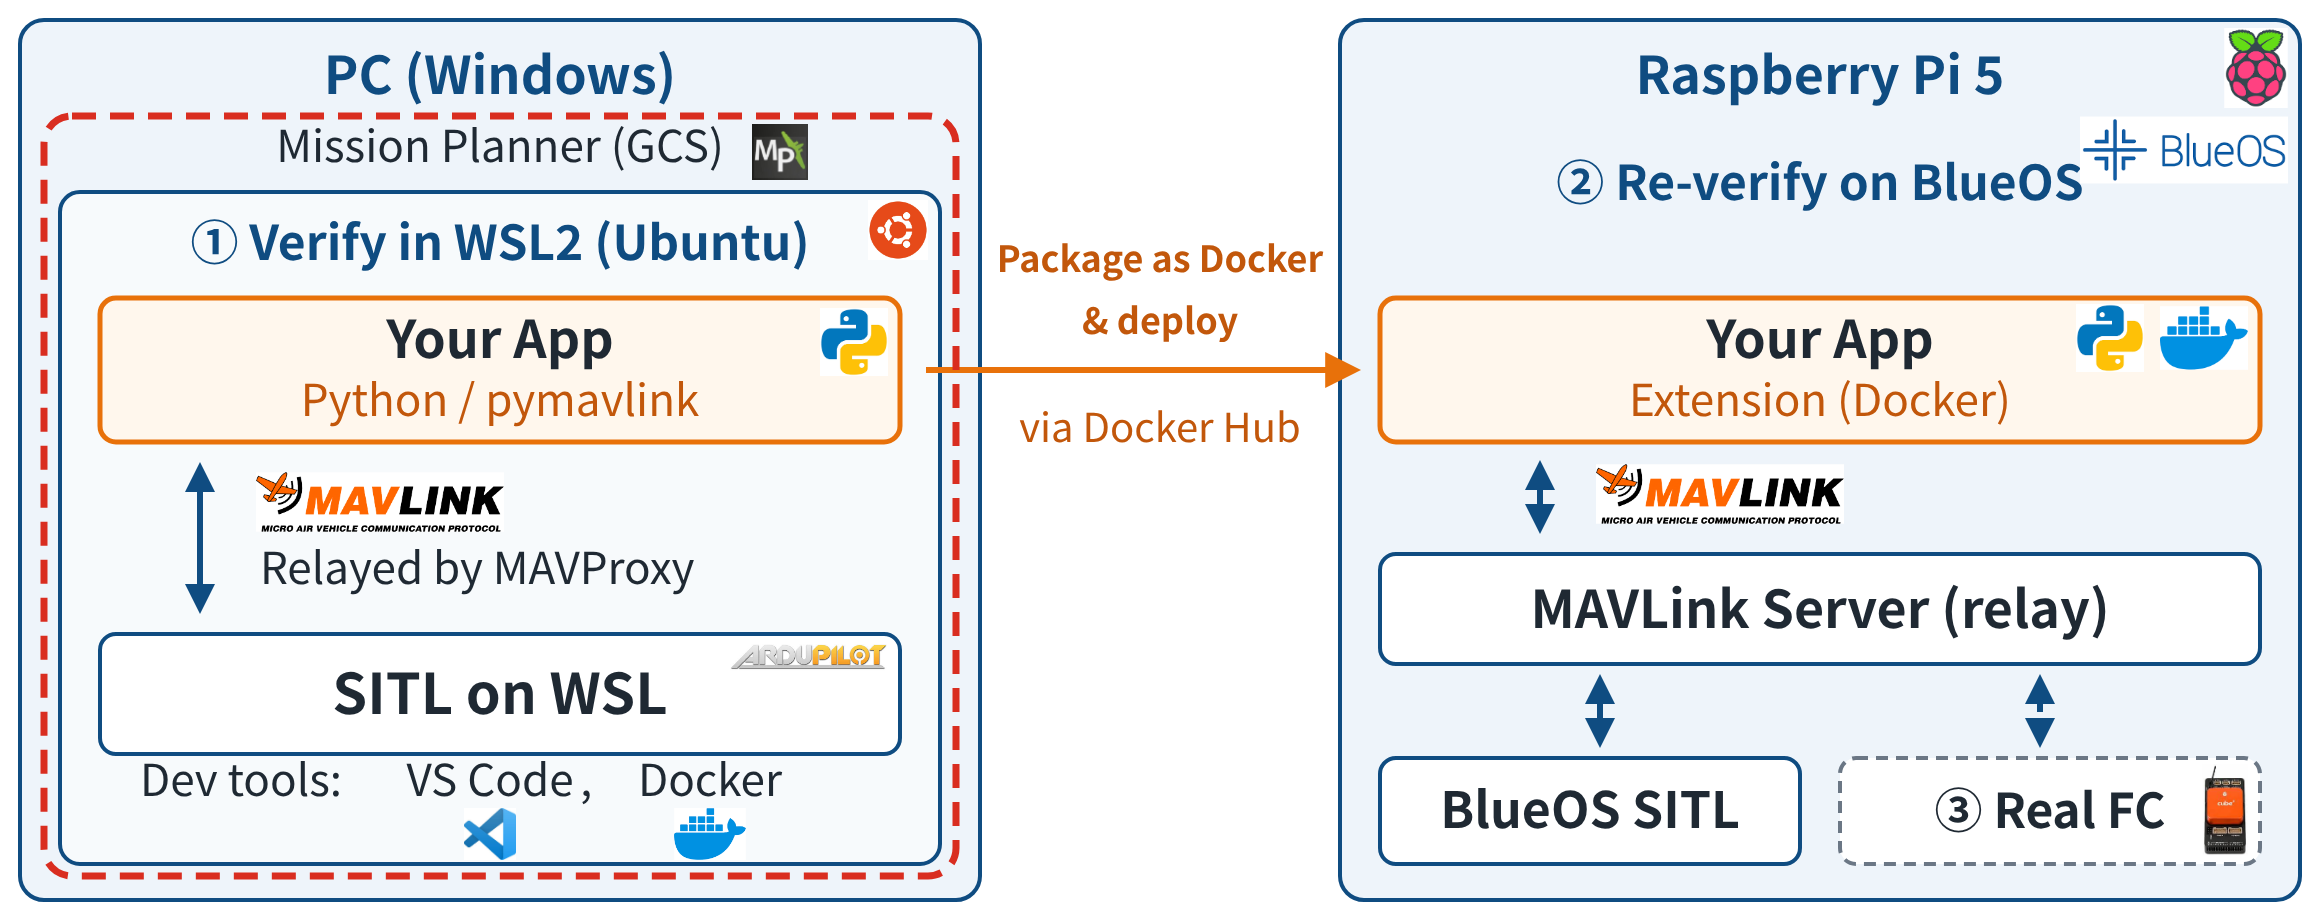 PC (Windows)
Mission Planner (GCS)
MP
① Verify in WSL2 (Ubuntu)
Your App
Python / pymavlink
MAVLINK
MICRO AIR VEHICLE COMMUNICATION PROTOCOL
Relayed by MAVProxy
ARDUPILOT
SITL on WSL
Dev tools: VS Code, Docker
Package as Docker
& deploy
via Docker Hub
Raspberry Pi 5
BlueOS
② Re-verify on BlueOS
Your App
Extension (Docker)
MAVLINK
MICRO AIR VEHICLE COMMUNICATION PROTOCOL
MAVLink Server (relay)
BlueOS SITL
③ Real FC
cube